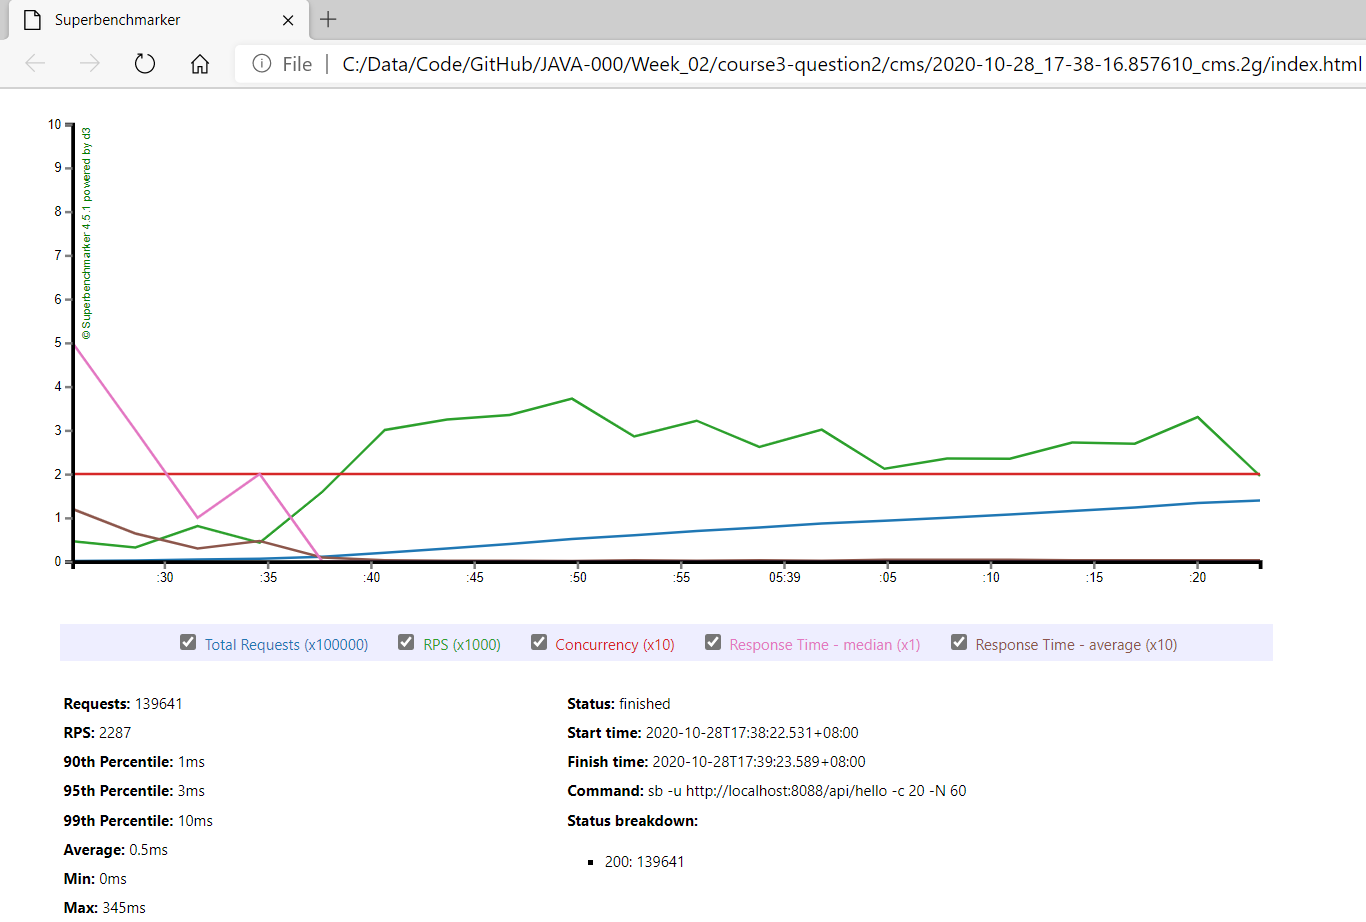 Superbenchmarker
File | C:/Data/Code/GitHub/JAVA-000/Week_02/course3-question2/cms/2020-10-28_17-38-16.857610_cms.2g/index.html
© Superbenchmarker 4.5.1 powered by d3
10
9
8
7
6
5
4
3
2
1
0
:30 :35 :40 :45 :50 :55 05:39 :05 :10 :15 :20
Total Requests (x100000) RPS (x1000) Concurrency (x10) Response Time - median (x1) Response Time - average (x10)
Requests: 139641
RPS: 2287
90th Percentile: 1ms
95th Percentile: 3ms
99th Percentile: 10ms
Average: 0.5ms
Min: 0ms
Max: 345ms
Status: finished
Start time: 2020-10-28T17:38:22.531+08:00
Finish time: 2020-10-28T17:39:23.589+08:00
Command: sb -u http://localhost:8088/api/hello -c 20 -N 60
Status breakdown:
200: 139641